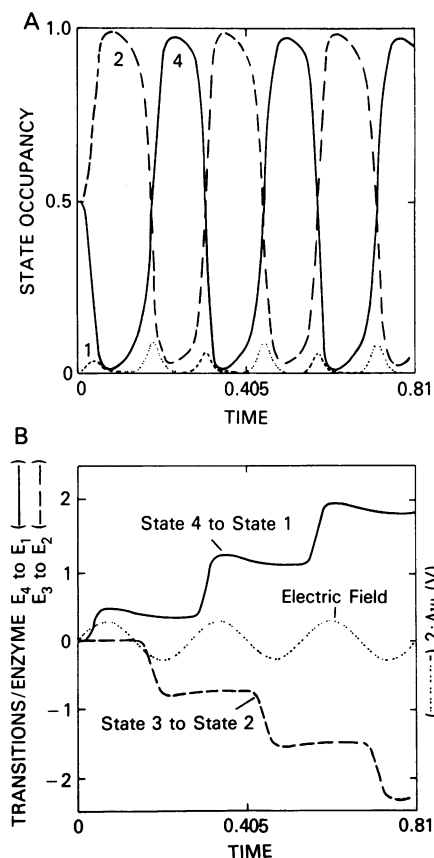 A
1.0
0.5
0
STATE OCCUPANCY
2
4
1
0
0.405
0.81
TIME
B
TRANSITIONS/ENZYME E4 to E1 (——)
E3 to E2 (— —)
2
1
0
-1
-2
State 4 to State 1
Electric Field
State 3 to State 2
0
0.405
0.81
TIME